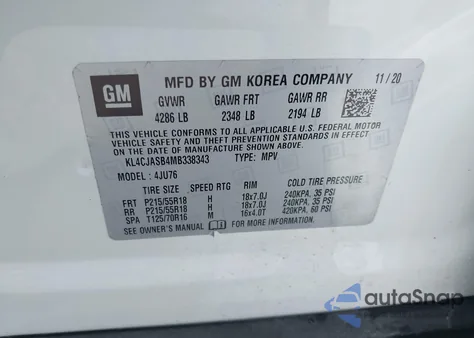 GM
MFD BY GM KOREA COMPANY 11/20
GVWR GAWR FRT GAWR RR
4286 LB 2348 LB 2194 LB
THIS VEHICLE CONFORMS TO ALL APPLICABLE U.S. FEDERAL MOTOR
VEHICLE SAFETY, BUMPER, AND THEFT PREVENTION STANDARDS IN
EFFECT ON THE DATE OF MANUFACTURE SHOWN ABOVE.
KL4CJASB4MB338343 TYPE: MPV
MODEL : 4JU76
TIRE SIZE SPEED RTG RIM COLD TIRE PRESSURE
FRT P215/55R18 H 18x7.0J 240KPA, 35 PSI
RR P215/55R18 H 18x7.0J 240KPA, 35 PSI
SPA T125/70R16 M 16x4.0T 420KPA, 60 PSI
SEE OWNER'S MANUAL FOR MORE INFORMATION.
autoSnap